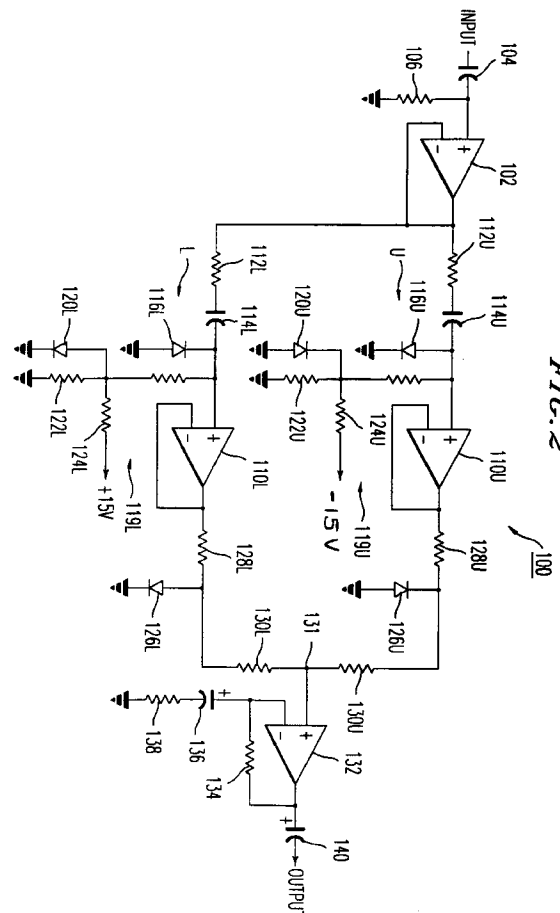 FIG. 2
100
INPUT
104
106
+
−
102
112U
U
114U
116U
112L
L
114L
116L
120U
122U
124U
−15V
119U
+
−
110U
120L
122L
124L
+15V
119L
+
−
110L
128U
126U
128L
126L
130L
131
130U
+
−
132
134
+
136
138
+
140
OUTPUT